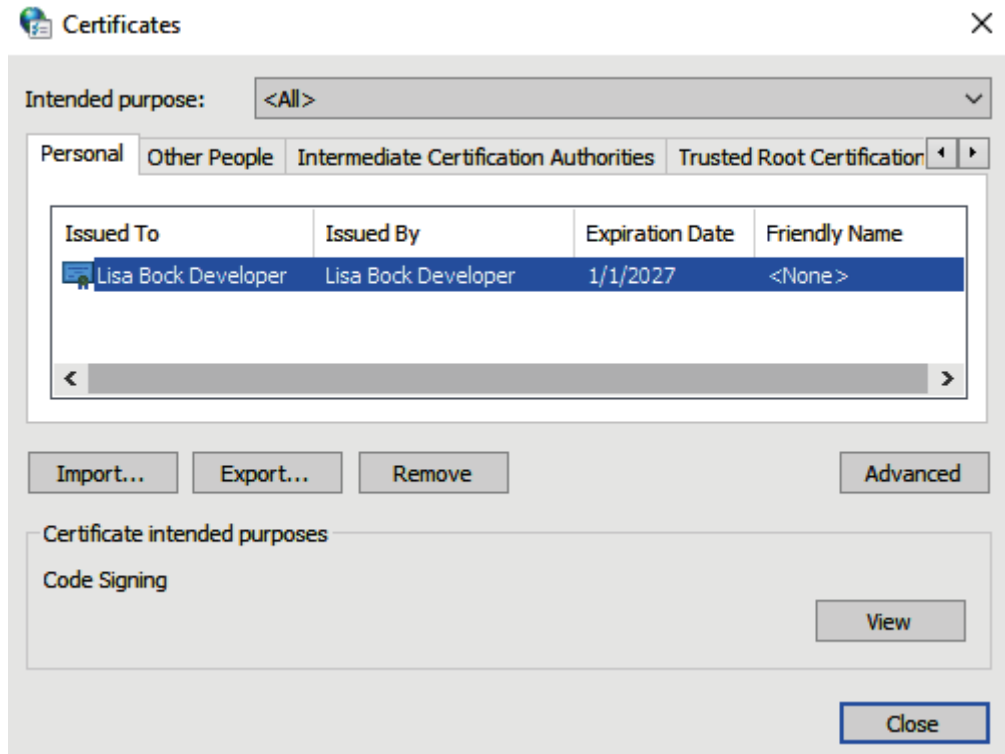 Certificates
Intended purpose: <All>
Personal Other People Intermediate Certification Authorities Trusted Root Certification
Issued To Issued By Expiration Date Friendly Name
Lisa Bock Developer Lisa Bock Developer 1/1/2027 <None>
Import... Export... Remove Advanced
Certificate intended purposes
Code Signing
View
Close